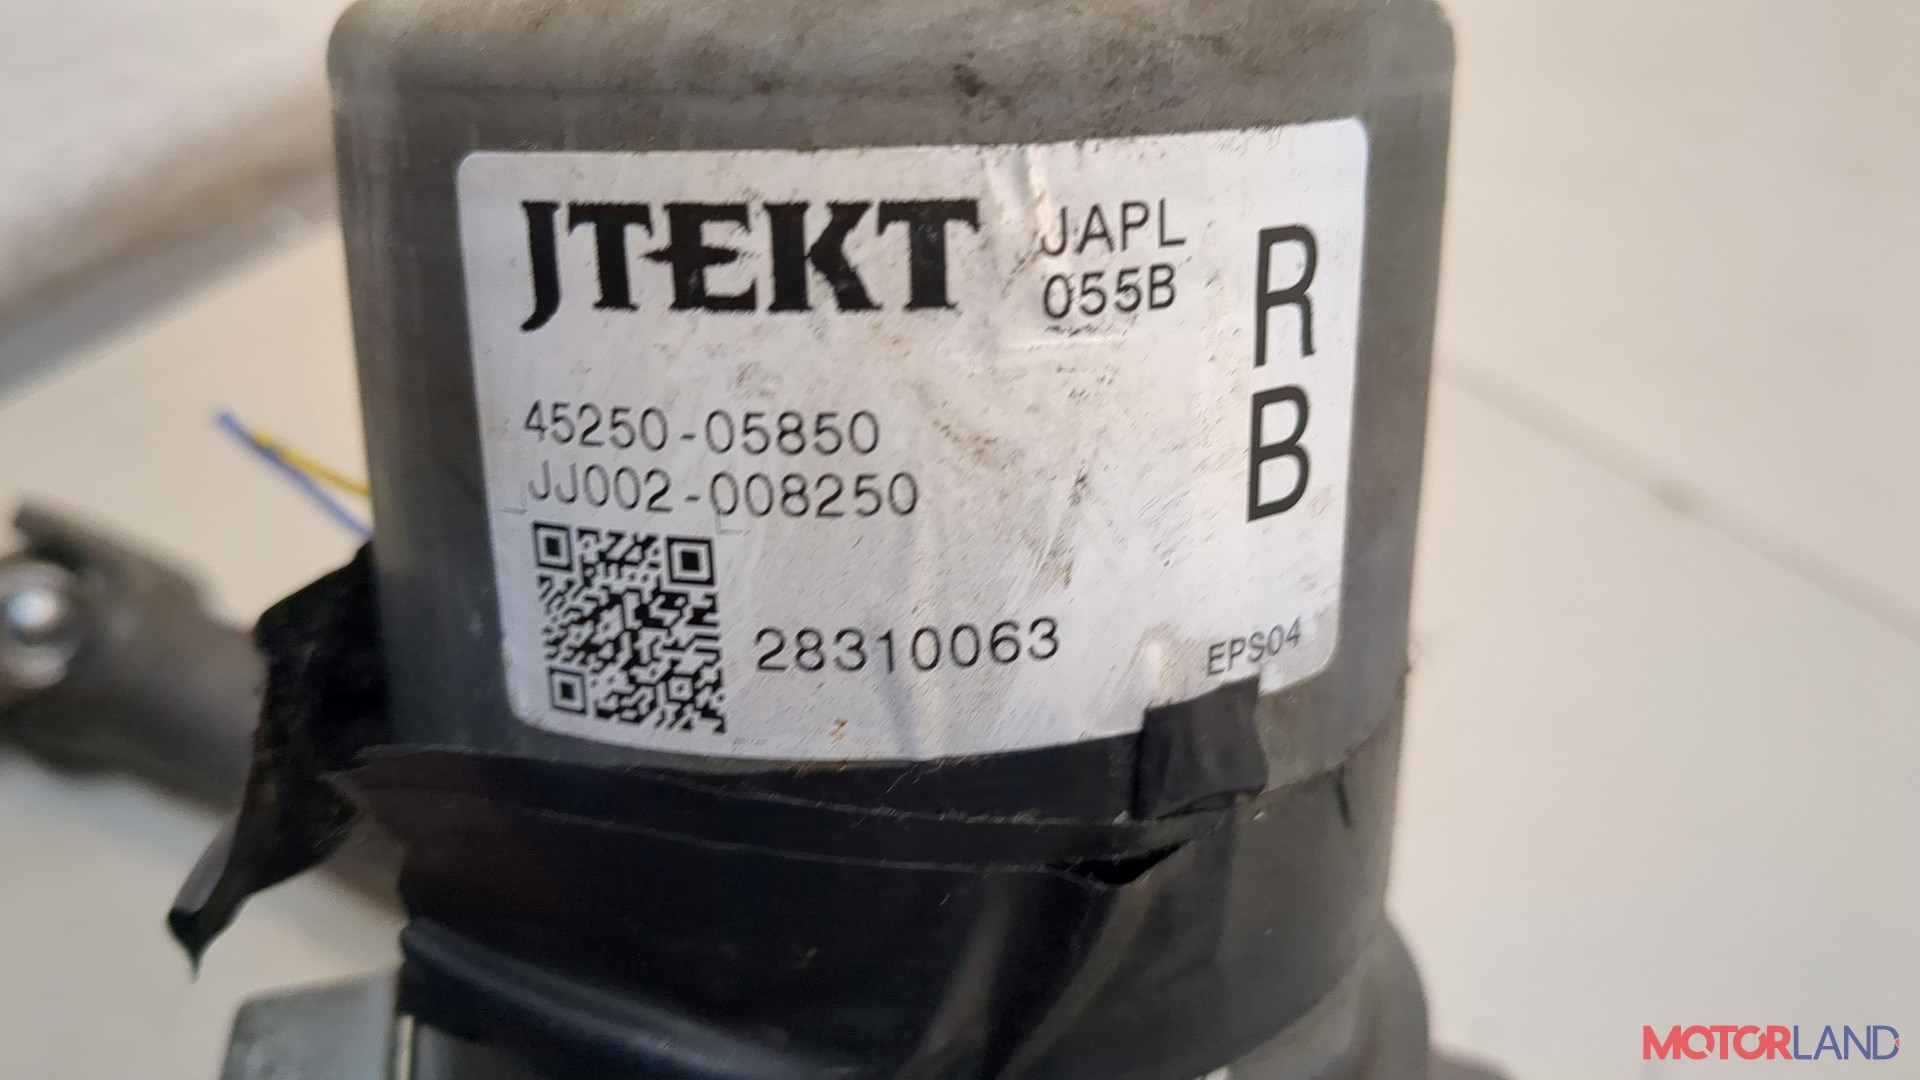 JTEKT
JAPL
055B
R
B
45250-05850
JJ002-008250
28310063
EPS04
MOTORLAND